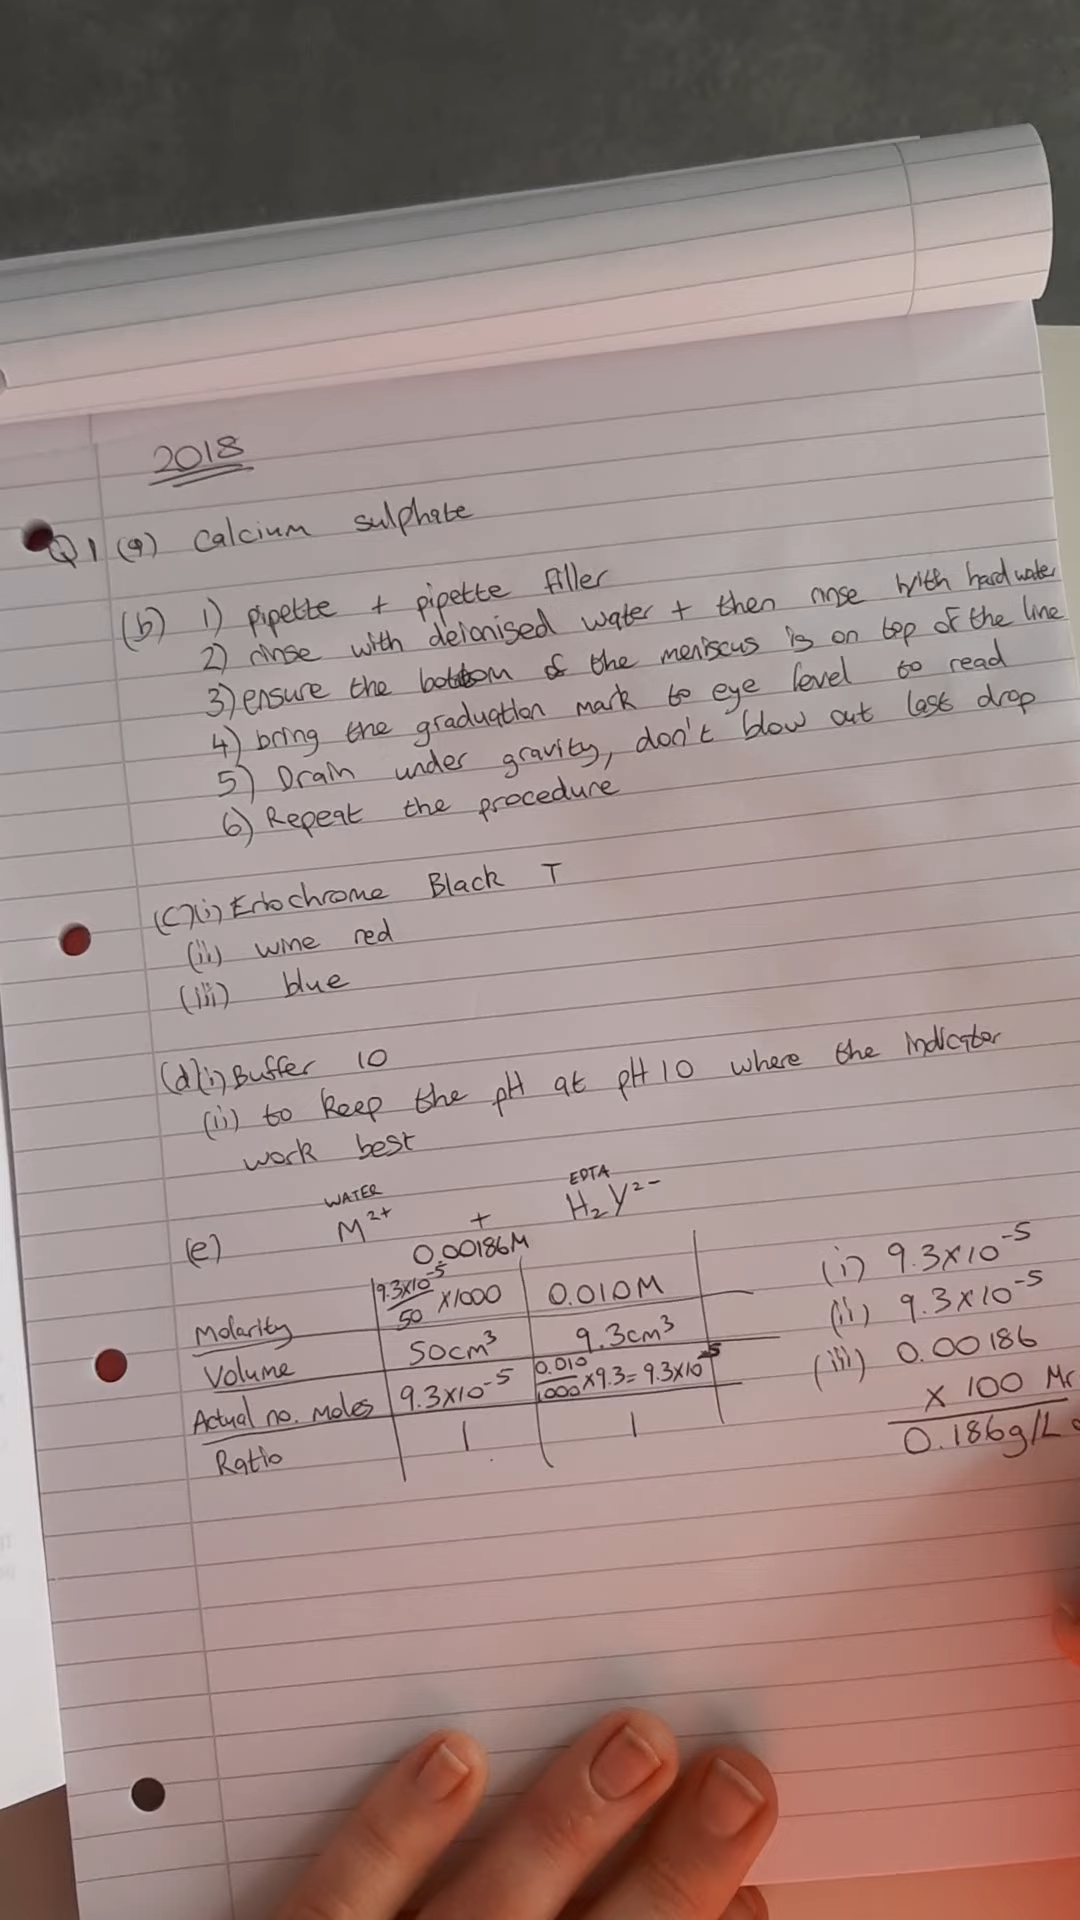 2018
Q1 (a) Calcium sulphate
(b) 1) pipette + pipette filler
2) rinse with deionised water + then rinse with hard water
3) ensure the bottom of the meniscus is on top of the line
4) bring the graduation mark to eye level to read
5) Drain under gravity, don't blow out last drop
6) Repeat the procedure
(c)(i) Eriochrome Black T
(ii) wine red
(iii) blue
(d)(i) Buffer 10
(ii) to keep the pH at pH 10 where the indicator
work best
WATER EDTA
(e) M²⁺ + H₂Y²⁻
0.00186M
Molarity 9.3x10⁻⁵/50 x1000 0.010M
Volume 50cm³ 9.3cm³
Actual no. moles 9.3x10⁻⁵ 0.010/1000 x9.3= 9.3x10⁻⁵
Ratio 1 1
(i) 9.3x10⁻⁵
(ii) 9.3x10⁻⁵
(iii) 0.00186
x 100 Mr
0.186g/L